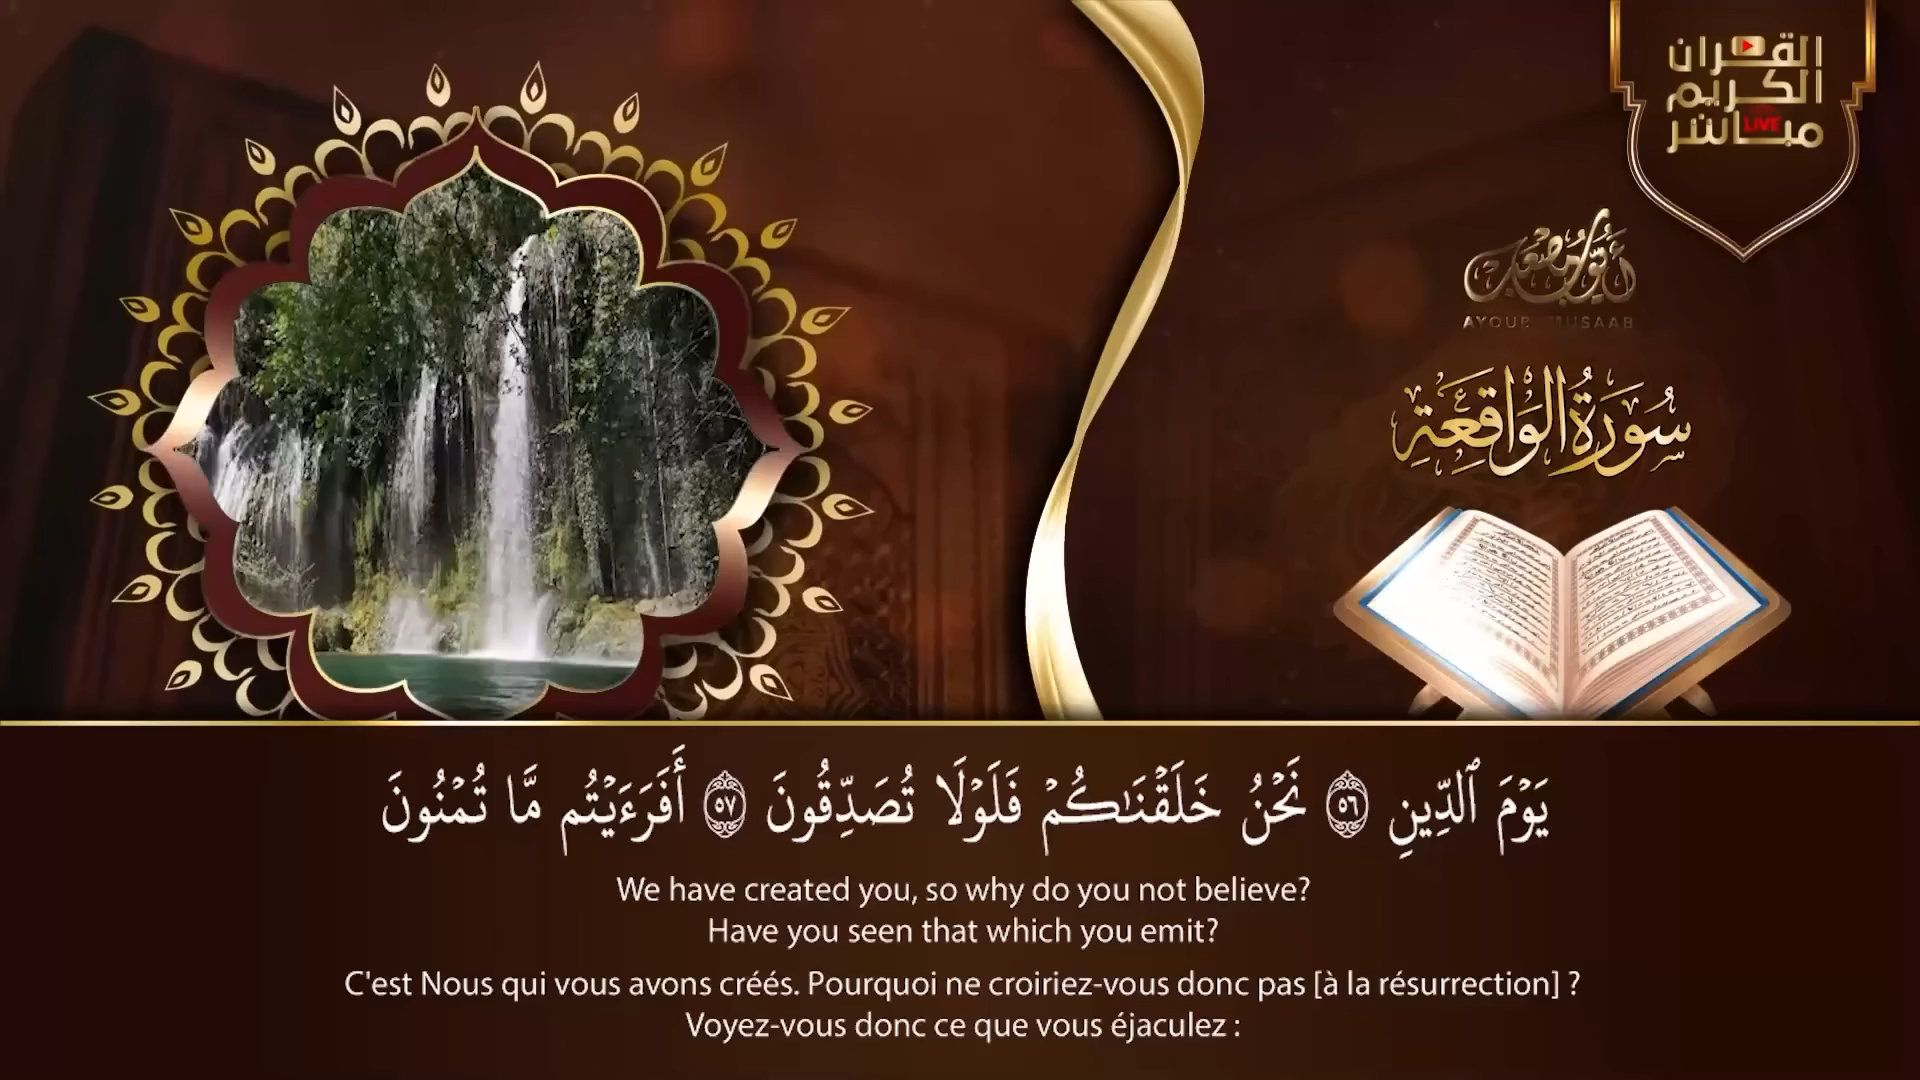 القرآن
الكريم
مباشر
LIVE
أيوب مصعب
AYOUB MUSAAB
سُورَةُ الوَاقِعَةِ
يَوْمَ ٱلدِّينِ ٥٦ نَحْنُ خَلَقْنَـٰكُمْ فَلَوْلَا تُصَدِّقُونَ ٥٧ أَفَرَءَيْتُم مَّا تُمْنُونَ
We have created you, so why do you not believe?
Have you seen that which you emit?
C'est Nous qui vous avons créés. Pourquoi ne croiriez-vous donc pas [à la résurrection] ?
Voyez-vous donc ce que vous éjaculez :